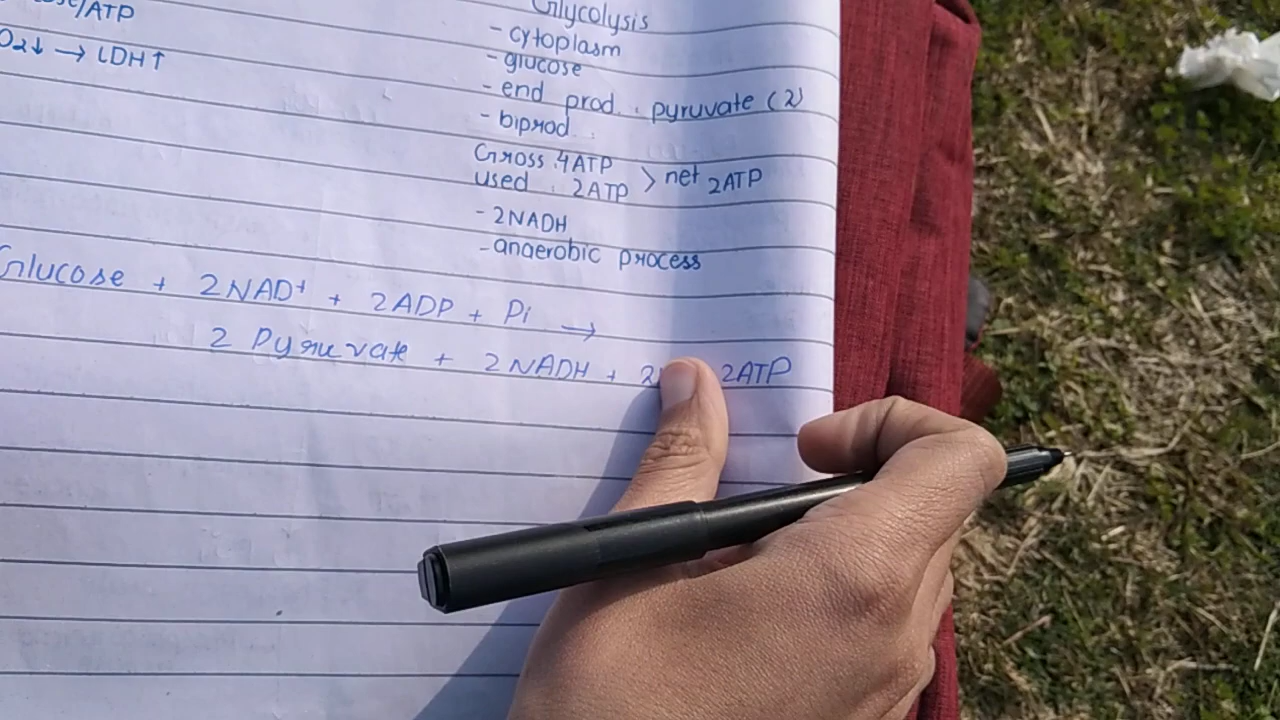 /ATP
O₂↓ → LDH↑
Glycolysis
- cytoplasm
- glucose
- end prod. : pyruvate (2)
- biprod. :
Gross : 4ATP
used : 2ATP > net 2ATP
- 2NADH
- anaerobic process
Glucose + 2NAD⁺ + 2ADP + Pi →
2 Pyruvate + 2NADH + 2 2ATP